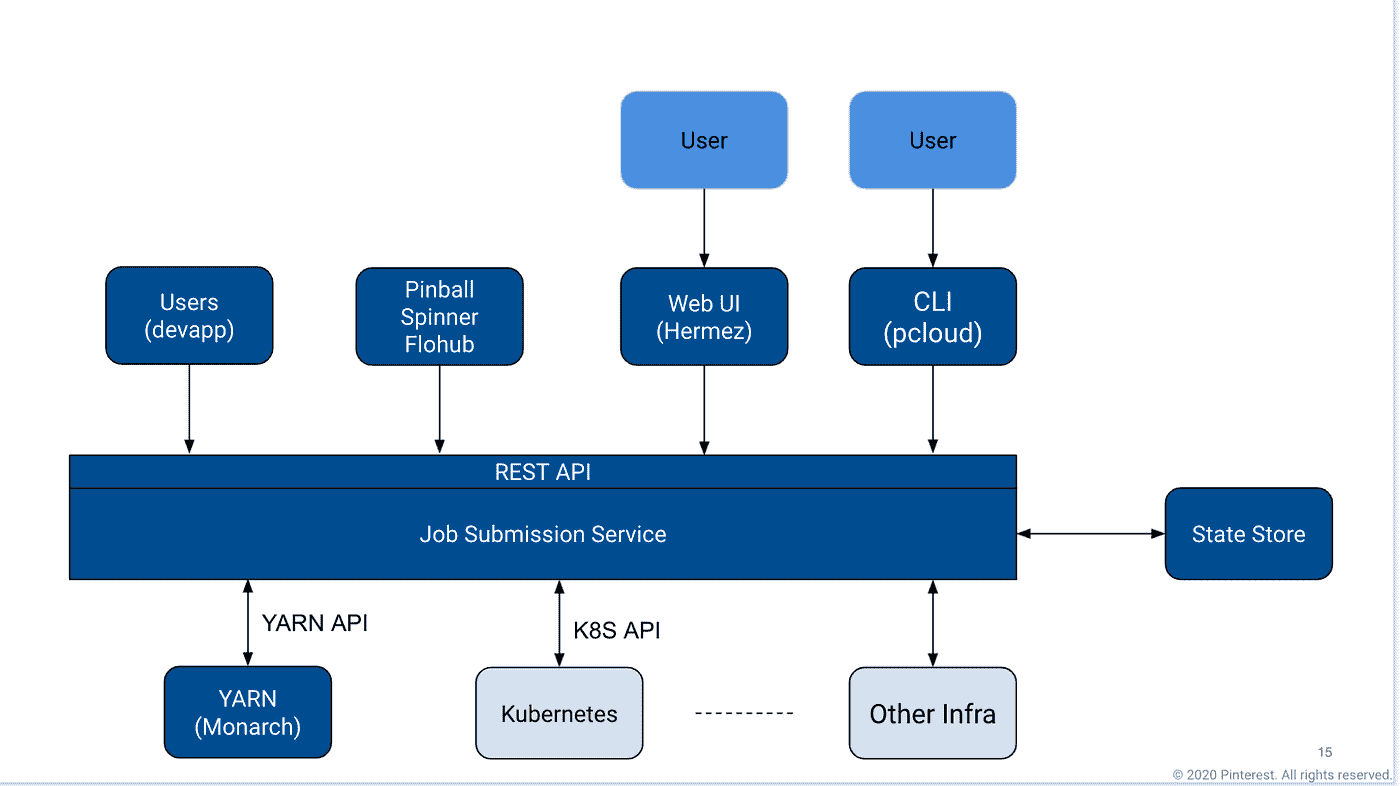 User
User
Users
(devapp)
Pinball
Spinner
Flohub
Web UI
(Hermez)
CLI
(pcloud)
REST API
Job Submission Service
State Store
YARN API
K8S API
YARN
(Monarch)
Kubernetes
Other Infra
15
© 2020 Pinterest. All rights reserved.